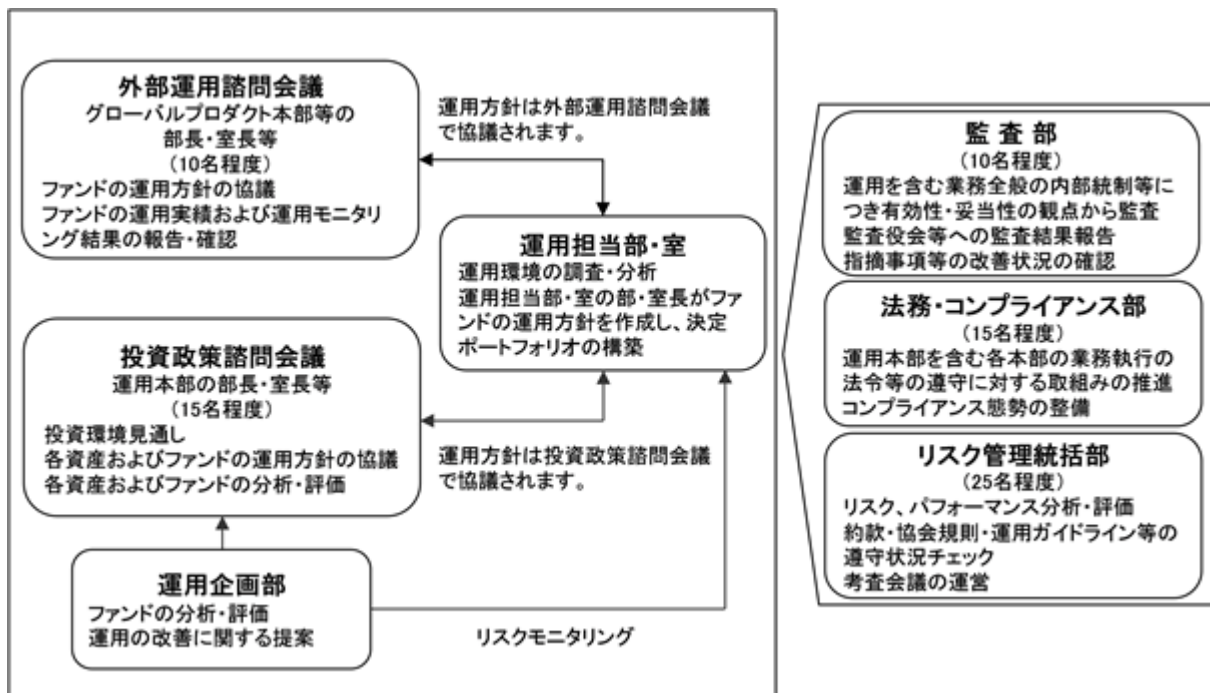 外部運用諮問会議
グローバルプロダクト本部等の
部長・室長等
(10名程度)
ファンドの運用方針の協議
ファンドの運用実績および運用モニタリ
ング結果の報告・確認
運用方針は外部運用諮問会議
で協議されます。
運用担当部・室
運用環境の調査・分析
運用担当部・室の部・室長がファ
ンドの運用方針を作成し、決定
ポートフォリオの構築
投資政策諮問会議
運用本部の部長・室長等
(15名程度)
投資環境見通し
各資産およびファンドの運用方針の協議
各資産およびファンドの分析・評価
運用方針は投資政策諮問会議
で協議されます。
運用企画部
ファンドの分析・評価
運用の改善に関する提案
リスクモニタリング
監 査 部
(10名程度)
運用を含む業務全般の内部統制等に
つき有効性・妥当性の観点から監査
監査役会等への監査結果報告
指摘事項等の改善状況の確認
法務・コンプライアンス部
(15名程度)
運用本部を含む各本部の業務執行の
法令等の遵守に対する取組みの推進
コンプライアンス態勢の整備
リスク管理統括部
(25名程度)
リスク、パフォーマンス分析・評価
約款・協会規則・運用ガイドライン等の
遵守状況チェック
考査会議の運営